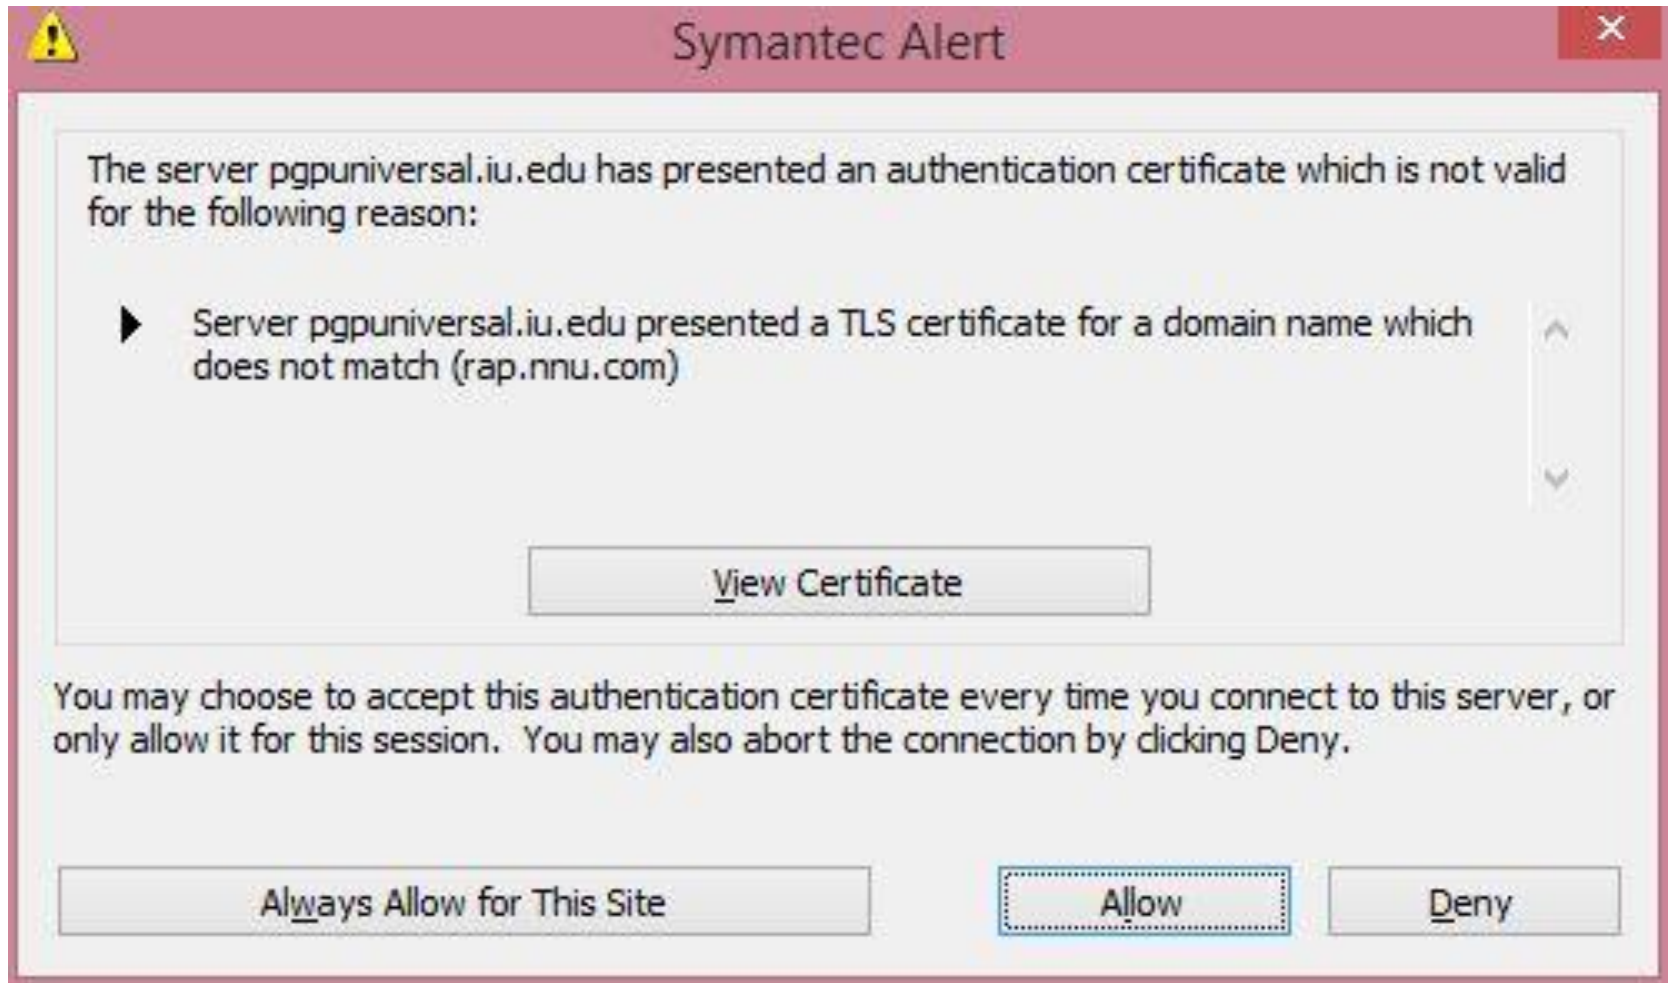 Symantec Alert
The server pgpuniversal.iu.edu has presented an authentication certificate which is not valid
for the following reason:
Server pgpuniversal.iu.edu presented a TLS certificate for a domain name which
does not match (rap.nnu.com)
View Certificate
You may choose to accept this authentication certificate every time you connect to this server, or
only allow it for this session.  You may also abort the connection by clicking Deny.
Always Allow for This Site
Allow
Deny